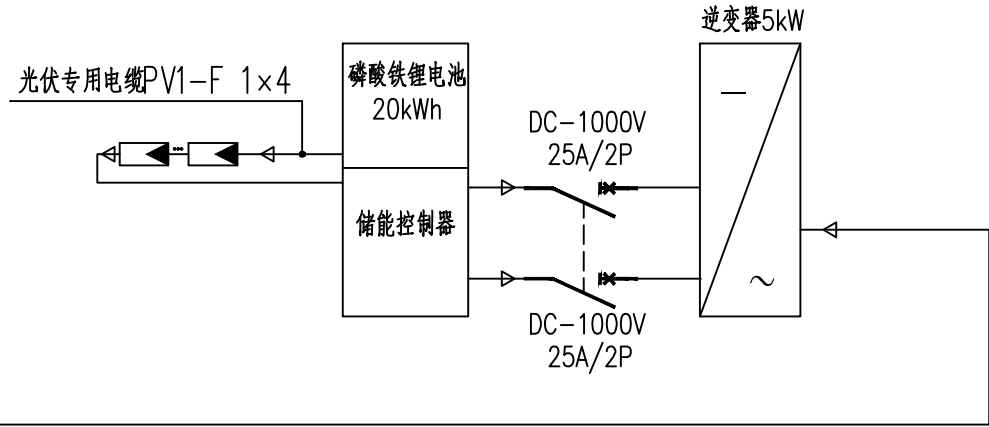 逆变器5kW
光伏专用电缆PV1-F 1×4
磷酸铁锂电池
20kWh
DC-1000V
25A/2P
储能控制器
DC-1000V
25A/2P